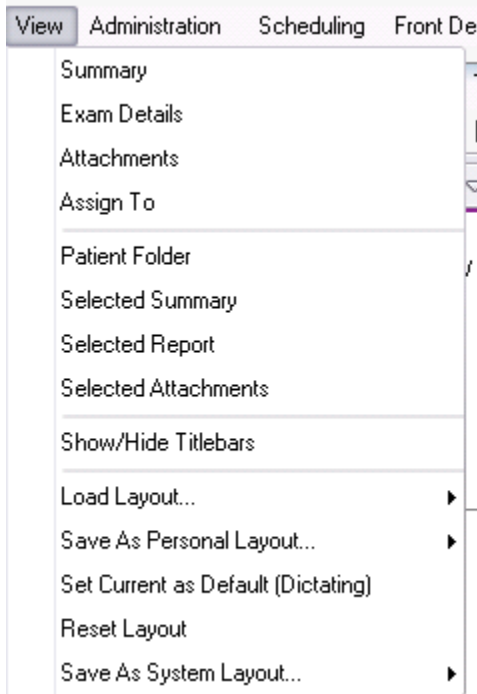 View Administration Scheduling Front De
Summary
Exam Details
Attachments
Assign To
Patient Folder
Selected Summary
Selected Report
Selected Attachments
Show/Hide Titlebars
Load Layout...
Save As Personal Layout...
Set Current as Default (Dictating)
Reset Layout
Save As System Layout...